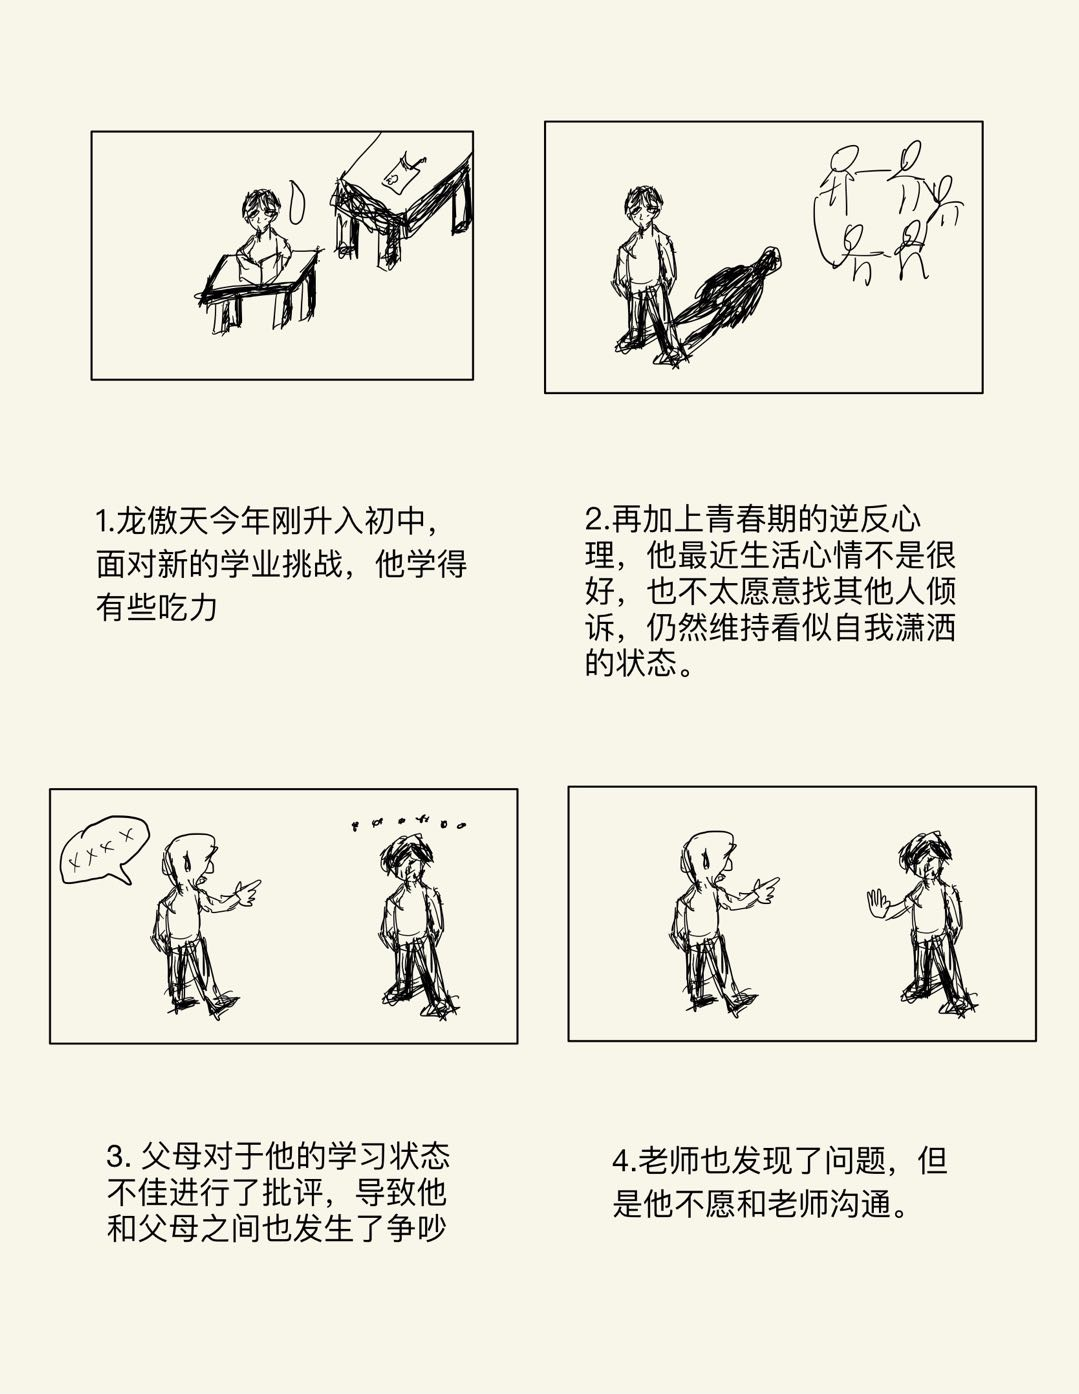 1.龙傲天今年刚升入初中，
面对新的学业挑战，他学得
有些吃力
2.再加上青春期的逆反心
理，他最近生活心情不是很
好，也不太愿意找其他人倾
诉，仍然维持看似自我潇洒
的状态。
xxxx
3. 父母对于他的学习状态
不佳进行了批评，导致他
和父母之间也发生了争吵
4.老师也发现了问题，但
是他不愿和老师沟通。